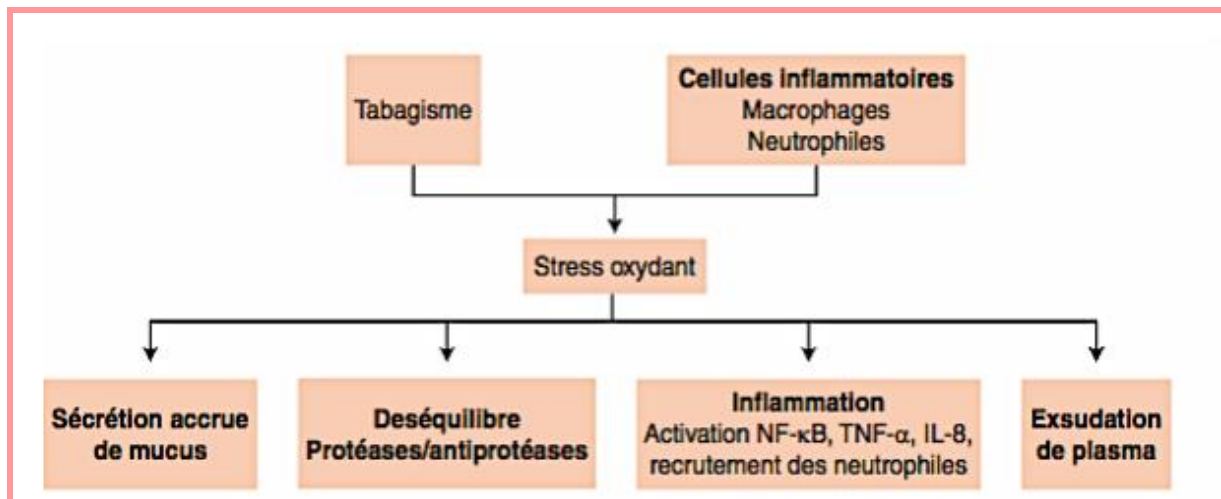 Tabagisme
Cellules inflammatoires
Macrophages
Neutrophiles
Stress oxydant
Sécrétion accrue
de mucus
Deséquilibre
Protéases/antiprotéases
Inflammation
Activation NF-κB, TNF-α, IL-8,
recrutement des neutrophiles
Exsudation
de plasma